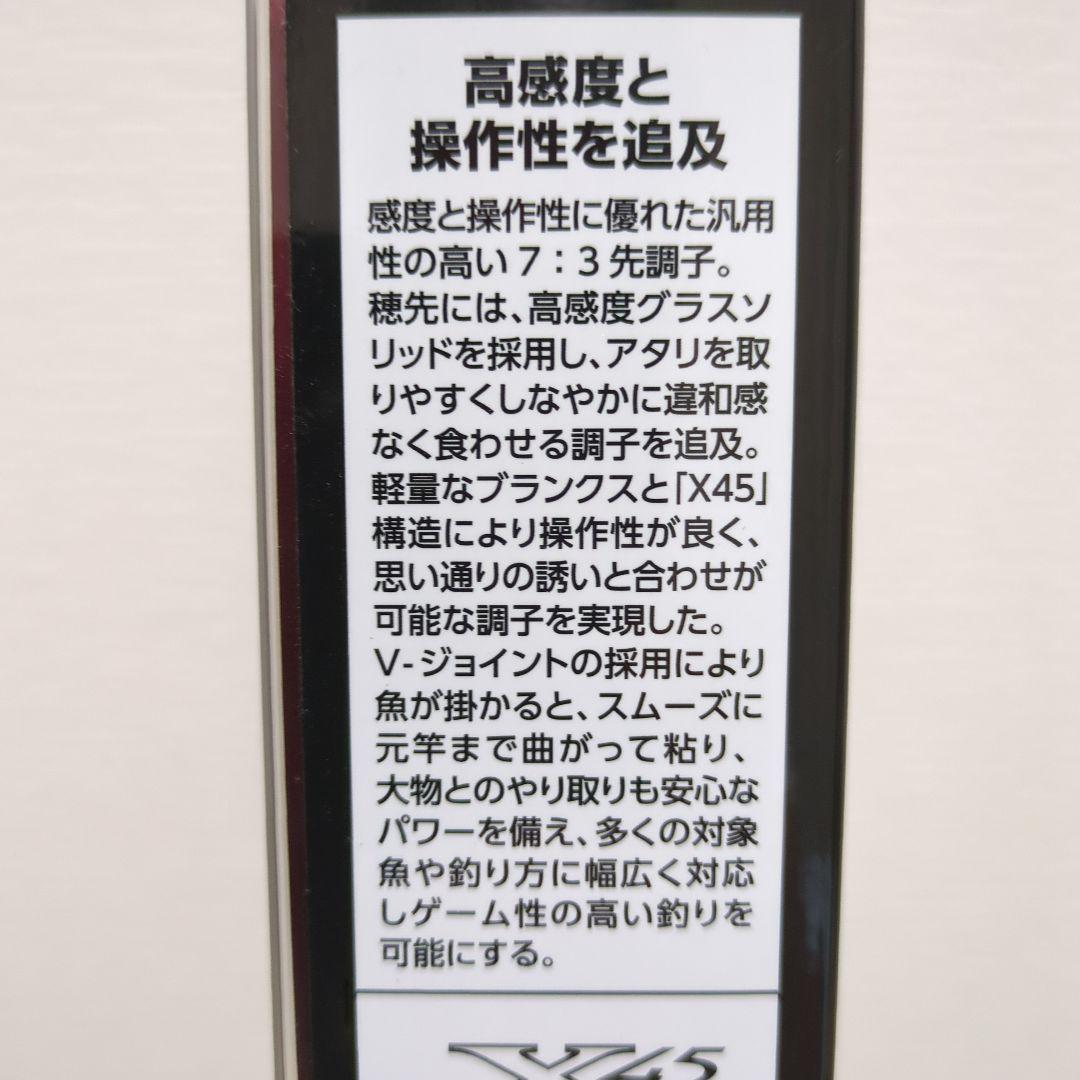 高感度と
操作性を追及
感度と操作性に優れた汎用
性の高い7：3先調子。
穂先には、高感度グラスソ
リッドを採用し、アタリを取
りやすくしなやかに違和感
なく食わせる調子を追及。
軽量なブランクスと「X45」
構造により操作性が良く、
思い通りの誘いと合わせが
可能な調子を実現した。
V-ジョイントの採用により
魚が掛かると、スムーズに
元竿まで曲がって粘り、
大物とのやり取りも安心な
パワーを備え、多くの対象
魚や釣り方に幅広く対応
しゲーム性の高い釣りを
可能にする。
X45